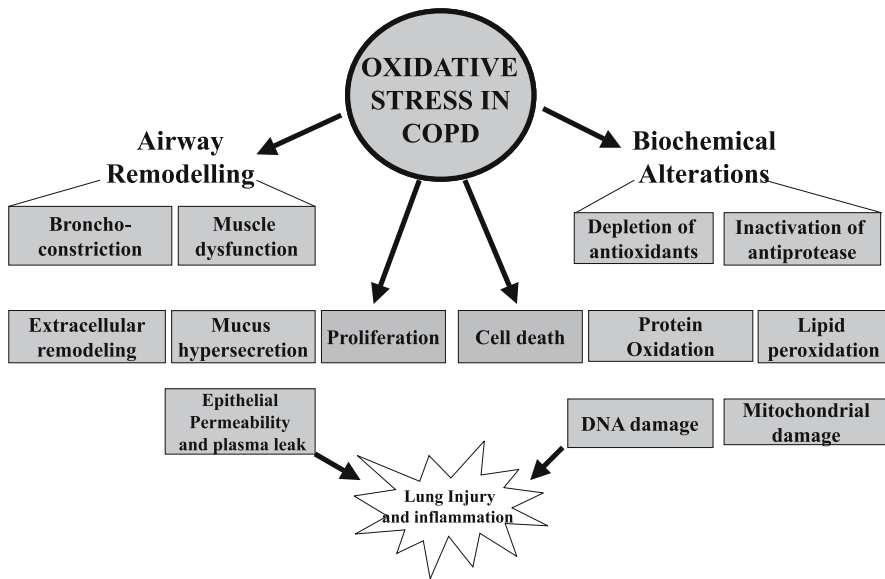 OXIDATIVE
STRESS IN
COPD
Airway
Remodelling
Biochemical
Alterations
Broncho-
constriction
Muscle
dysfunction
Depletion of
antioxidants
Inactivation of
antiprotease
Extracellular
remodeling
Mucus
hypersecretion
Proliferation
Cell death
Protein
Oxidation
Lipid
peroxidation
Epithelial
Permeability
and plasma leak
DNA damage
Mitochondrial
damage
Lung Injury
and inflammation